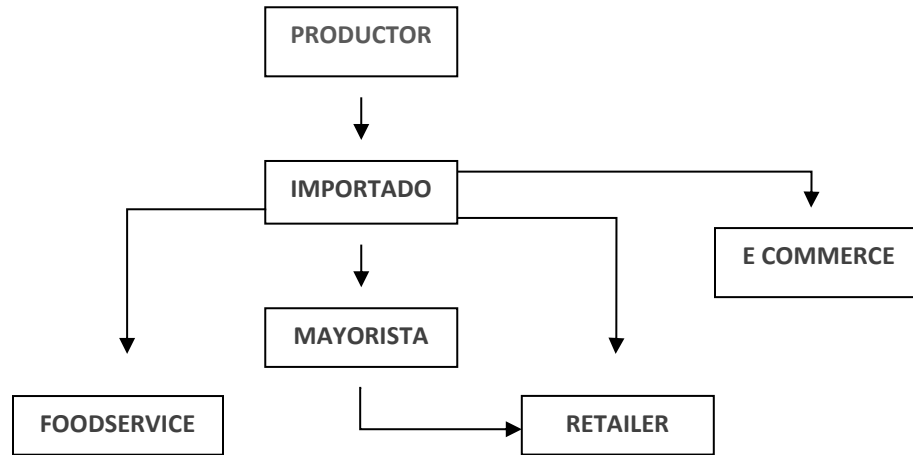 PRODUCTOR
IMPORTADO
E COMMERCE
MAYORISTA
FOODSERVICE
RETAILER